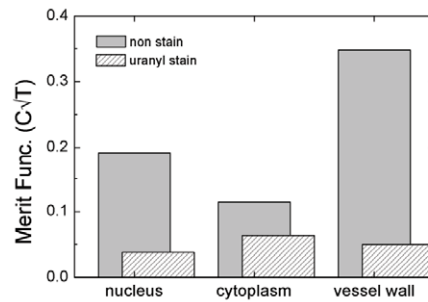 Merit Func. (C√T)
0.4
0.3
0.2
0.1
0.0
non stain
uranyl stain
nucleus cytoplasm vessel wall